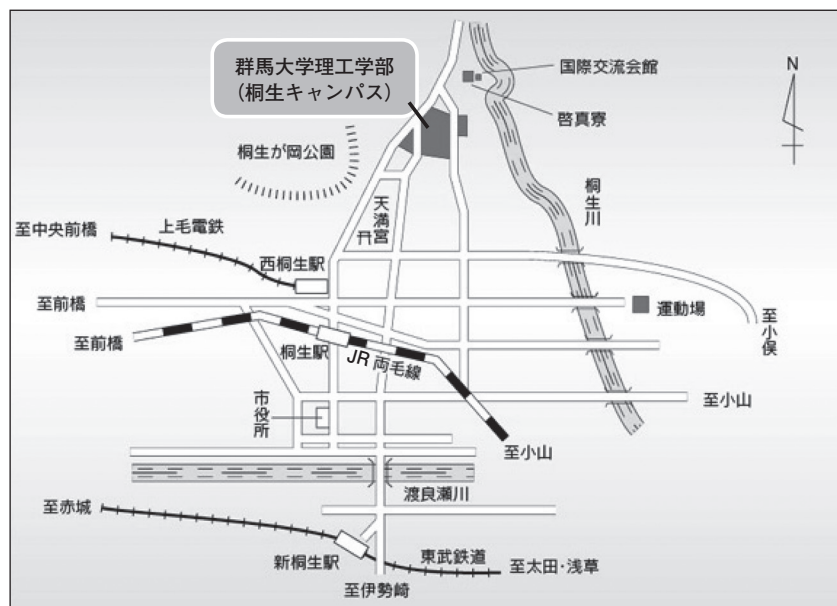 群馬大学理工学部
(桐生キャンパス)
国際交流会館
N
啓真寮
桐生が岡公園
桐生川
天満宮
上毛電鉄
至中央前橋
西桐生駅
至前橋
運動場
至小俣
至前橋
桐生駅
JR 両毛線
市役所
至小山
至小山
渡良瀬川
至赤城
新桐生駅
東武鉄道
至太田・浅草
至伊勢崎